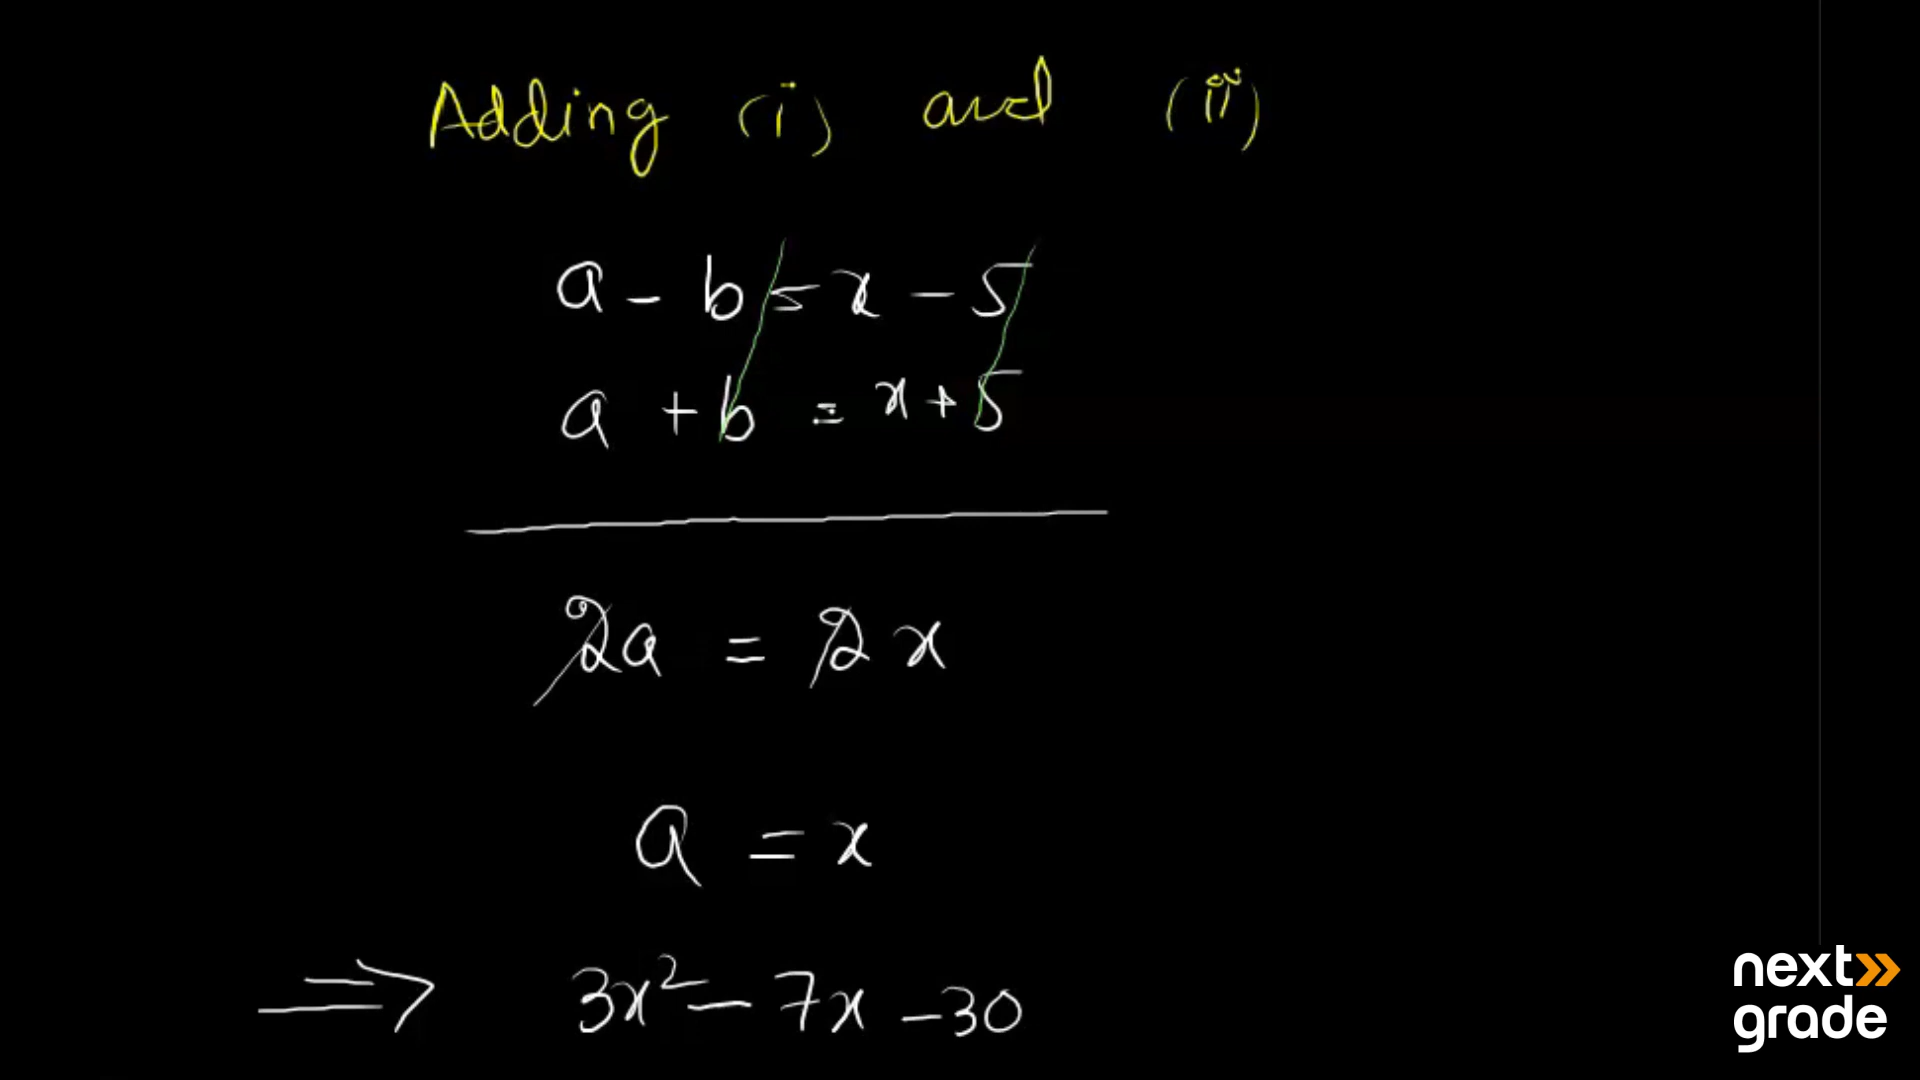 Adding (i) and (ii)
a - b = x - 5
a + b = x + 5
2a = 2x
a = x
⇒ 3x² - 7x - 30
next
grade